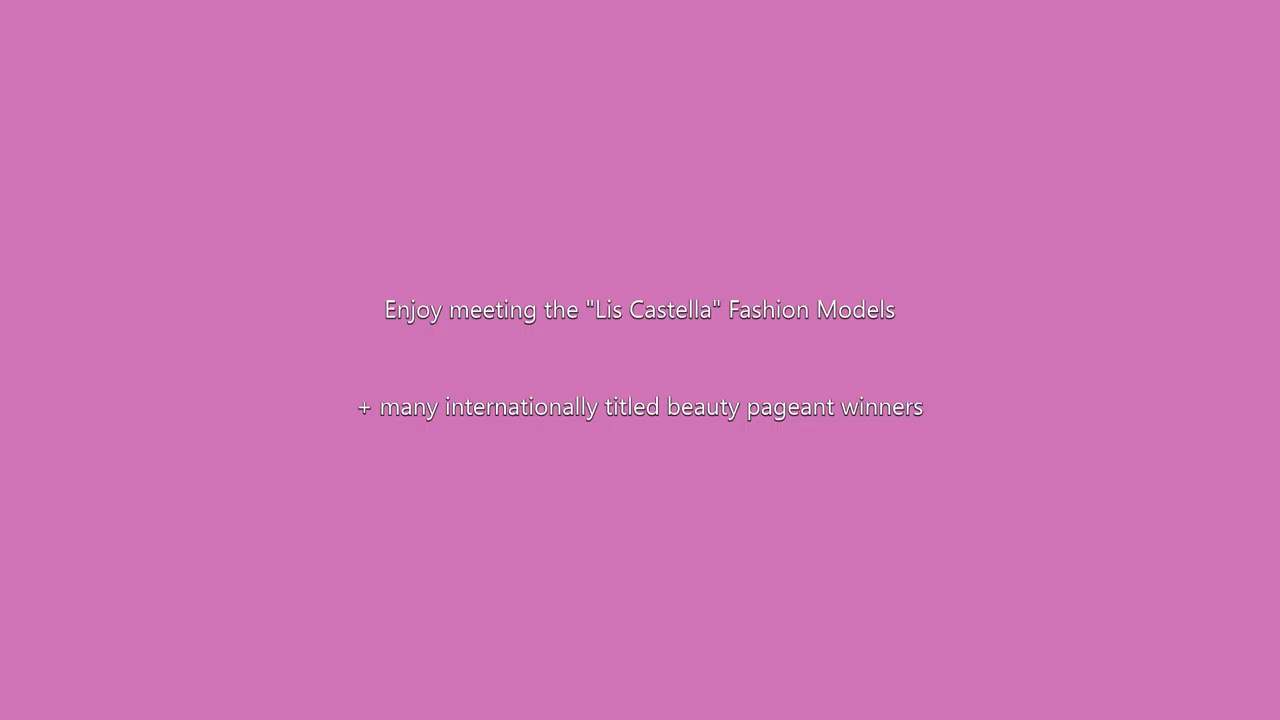 Enjoy meeting the "Lis Castella" Fashion Models
+ many internationally titled beauty pageant winners